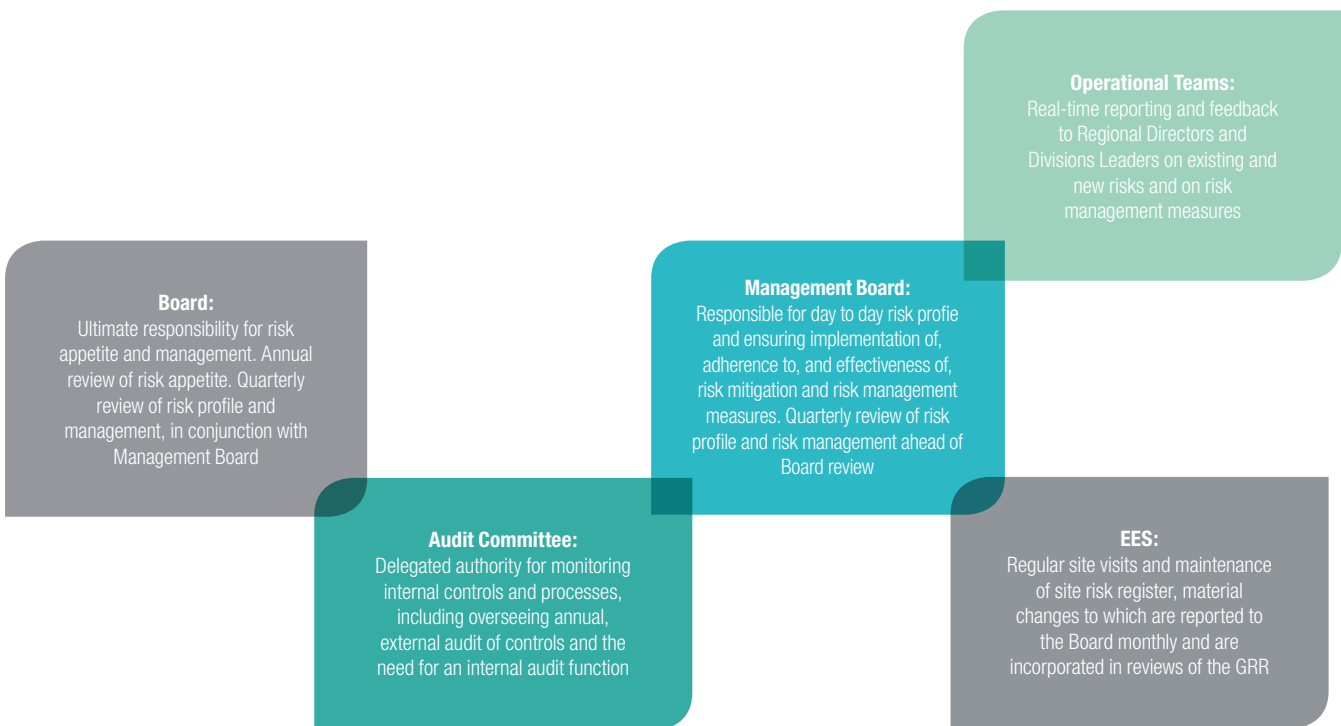 Operational Teams:
Real-time reporting and feedback
to Regional Directors and
Divisions Leaders on existing and
new risks and on risk
management measures
Board:
Ultimate responsibility for risk
appetite and management. Annual
review of risk appetite. Quarterly
review of risk profile and
management, in conjunction with
Management Board
Management Board:
Responsible for day to day risk profie
and ensuring implementation of,
adherence to, and effectiveness of,
risk mitigation and risk management
measures. Quarterly review of risk
profile and risk management ahead of
Board review
Audit Committee:
Delegated authority for monitoring
internal controls and processes,
including overseeing annual,
external audit of controls and the
need for an internal audit function
EES:
Regular site visits and maintenance
of site risk register, material
changes to which are reported to
the Board monthly and are
incorporated in reviews of the GRR